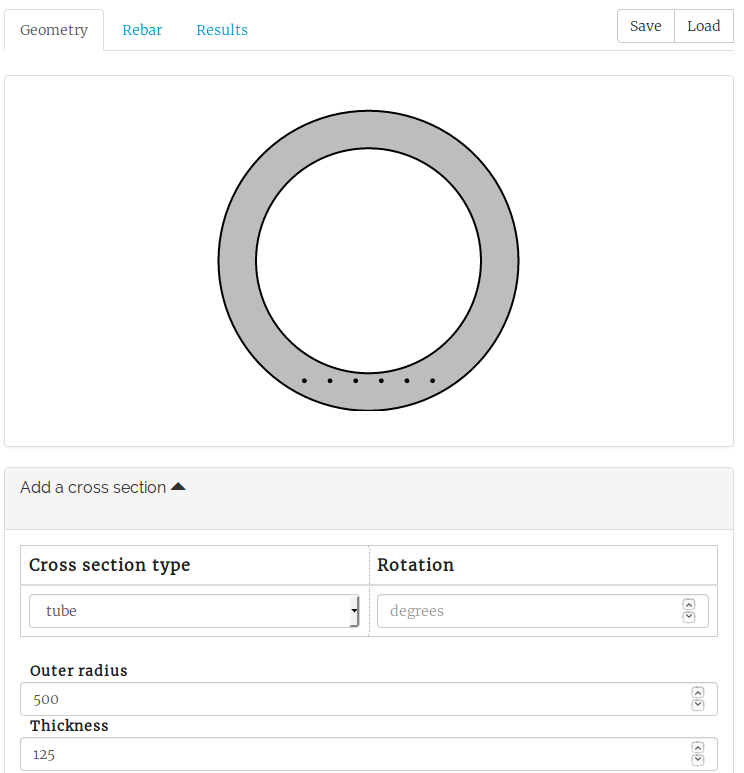 Geometry Rebar Results Save Load
Add a cross section
Cross section type Rotation
tube degrees
Outer radius
500
Thickness
125